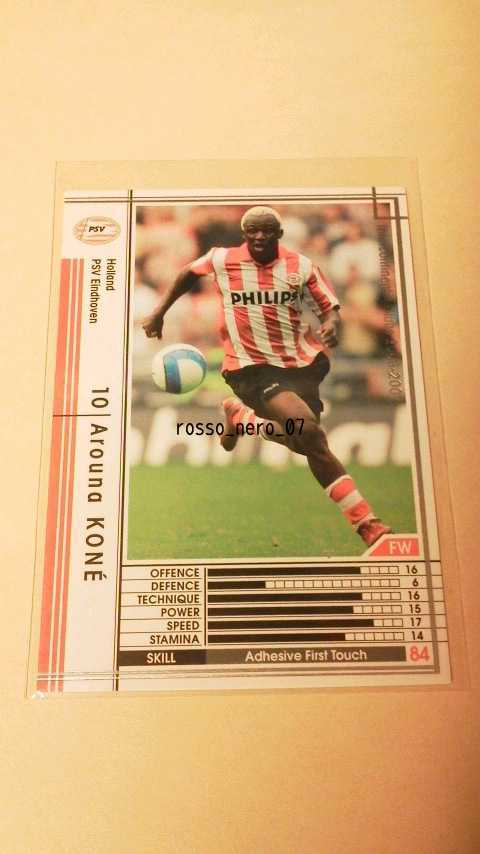 PSV
Holland
PSV Eindhoven
10 Arouna KONÉ
PHILIPS
rosso_nero_07
FW
OFFENCE 16
DEFENCE 6
TECHNIQUE 16
POWER 15
SPEED 17
STAMINA 14
SKILL Adhesive First Touch 84